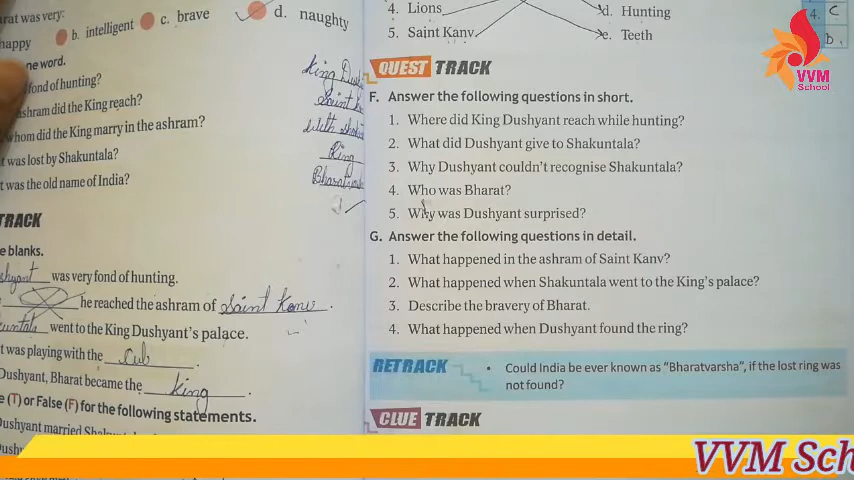 arat was very:
happy b. intelligent c. brave d. naughty
ne word.
fond of hunting? King
ashram did the King reach? Saint
whom did the King marry in the ashram? With
t was lost by Shakuntala? Ring
t was the old name of India?
TRACK
e blanks.
shyant was very fond of hunting.
he reached the ashram of Saint Kanv.
kuntala went to the King Dushyant's palace.
t was playing with the cub.
Dushyant, Bharat became the king.
e (T) or False (F) for the following statements.
Dushyant married
4. Lions d. Hunting
5. Saint Kanv e. Teeth
4. C
b
QUEST TRACK
F. Answer the following questions in short.
1. Where did King Dushyant reach while hunting?
2. What did Dushyant give to Shakuntala?
3. Why Dushyant couldn't recognise Shakuntala?
4. Who was Bharat?
5. Why was Dushyant surprised?
G. Answer the following questions in detail.
1. What happened in the ashram of Saint Kanv?
2. What happened when Shakuntala went to the King's palace?
3. Describe the bravery of Bharat.
4. What happened when Dushyant found the ring?
RETRACK • Could India be ever known as "Bharatvarsha", if the lost ring was
not found?
CLUE TRACK
VVM
School
VVM Sch